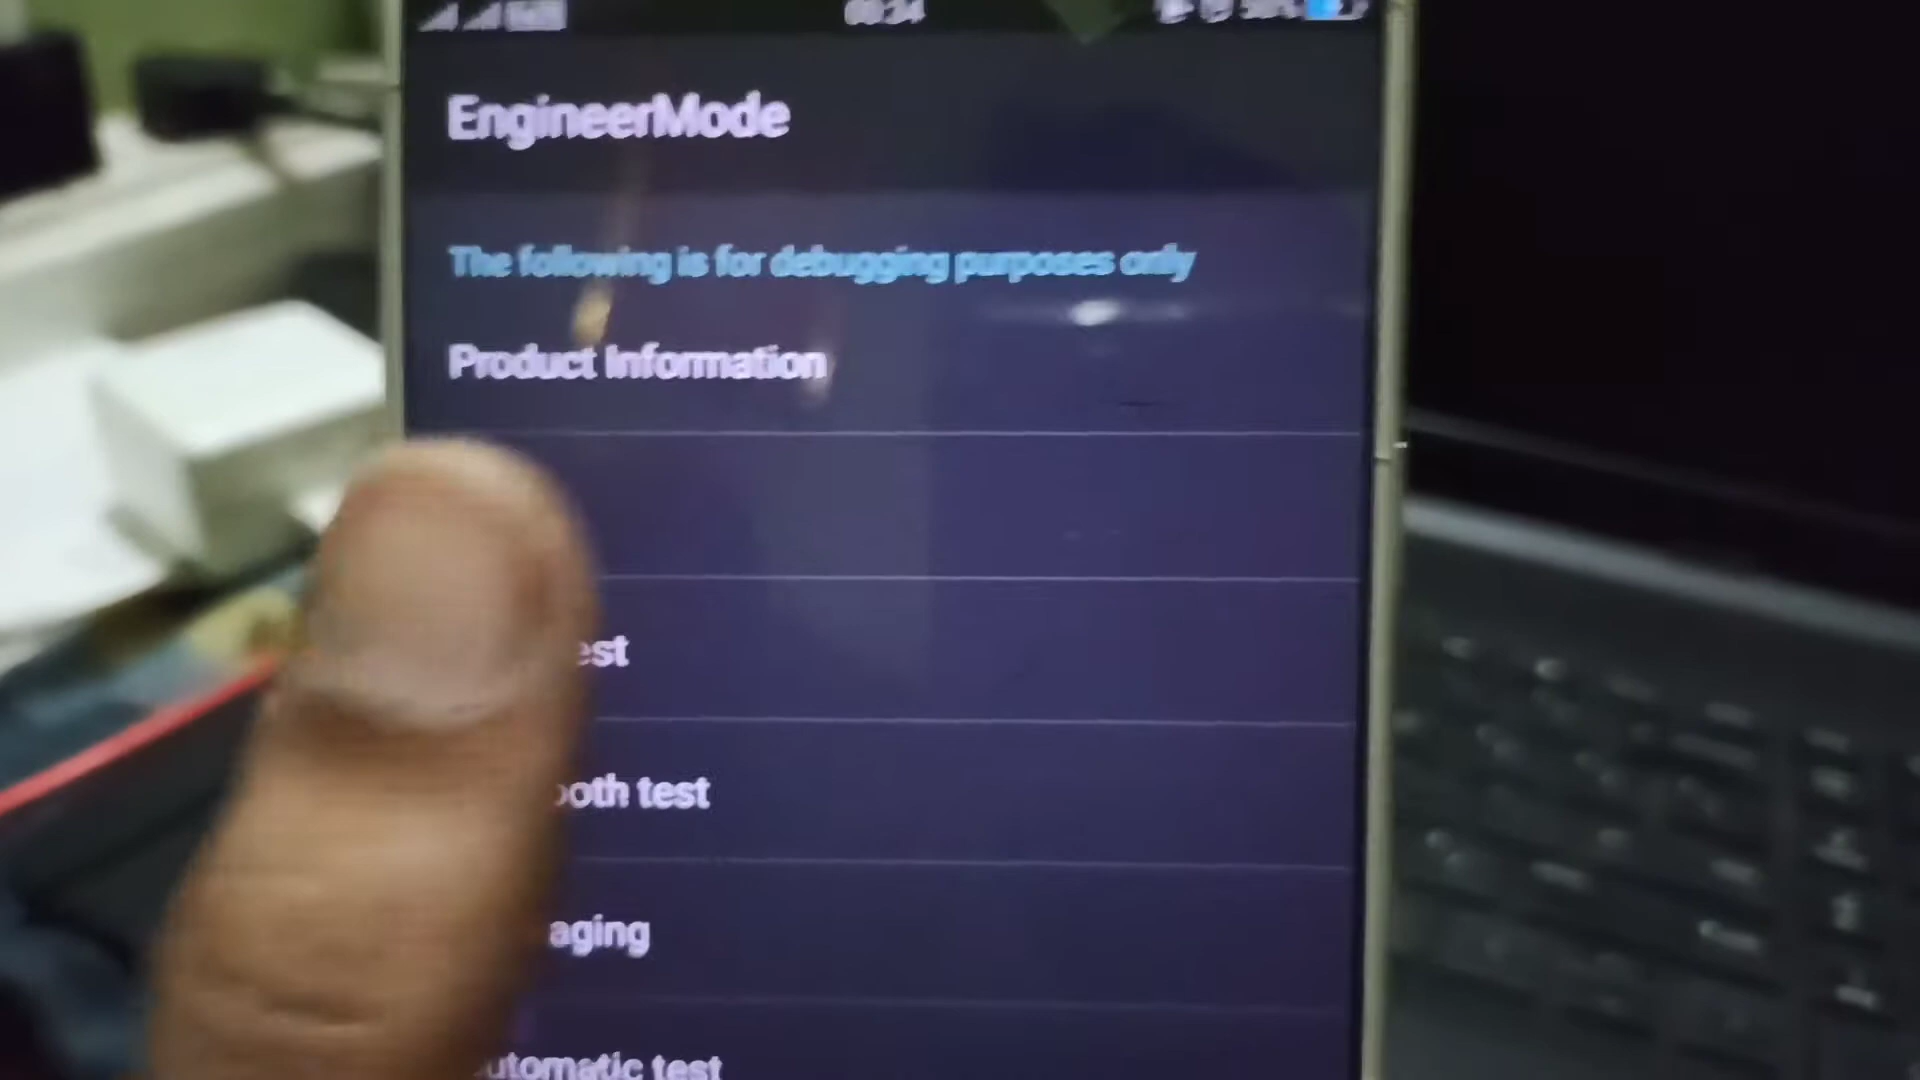 EngineerMode
The following is for debugging purposes only
Product Information
est
ooth test
aging
utomatic test